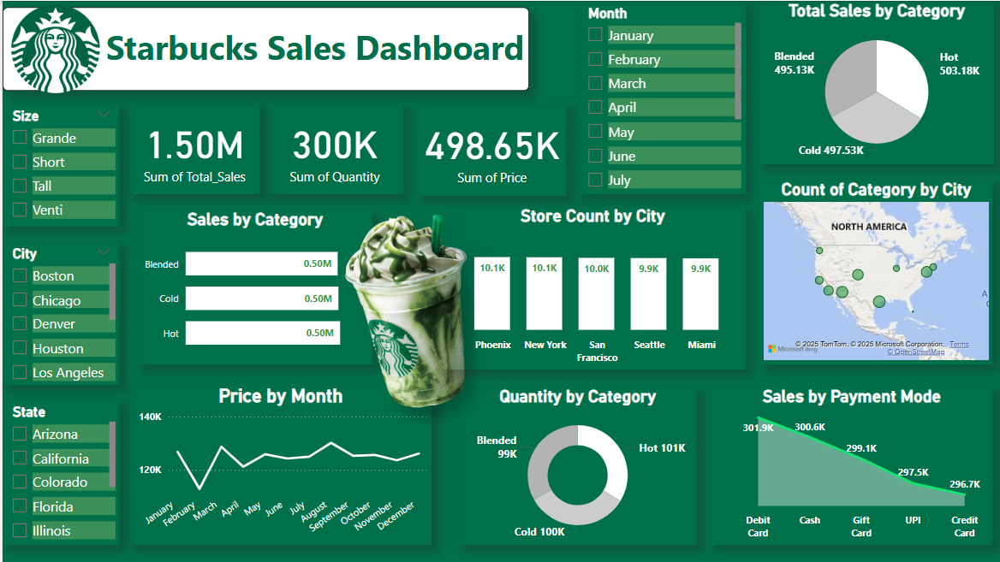 Starbucks Sales Dashboard
Month
January
February
March
April
May
June
July
Total Sales by Category
Blended
495.13K
Hot
503.18K
Cold 497.53K
Size
Grande
Short
Tall
Venti
1.50M
Sum of Total_Sales
300K
Sum of Quantity
498.65K
Sum of Price
City
Boston
Chicago
Denver
Houston
Los Angeles
Sales by Category
Blended
0.50M
Cold
0.50M
Hot
0.50M
Store Count by City
10.1K
10.1K
10.0K
9.9K
9.9K
Phoenix
New York
San
Francisco
Seattle
Miami
Count of Category by City
NORTH AMERICA
Microsoft Bing
© 2025 TomTom, © 2025 Microsoft Corporation, Terms
© OpenStreetMap
State
Arizona
California
Colorado
Florida
Illinois
Price by Month
140K
120K
January
February
March
April
May
June
July
August
September
October
November
December
Quantity by Category
Blended
99K
Hot 101K
Cold 100K
Sales by Payment Mode
301.9K
300.6K
299.1K
297.5K
296.7K
Debit
Card
Cash
Gift
Card
UPI
Credit
Card